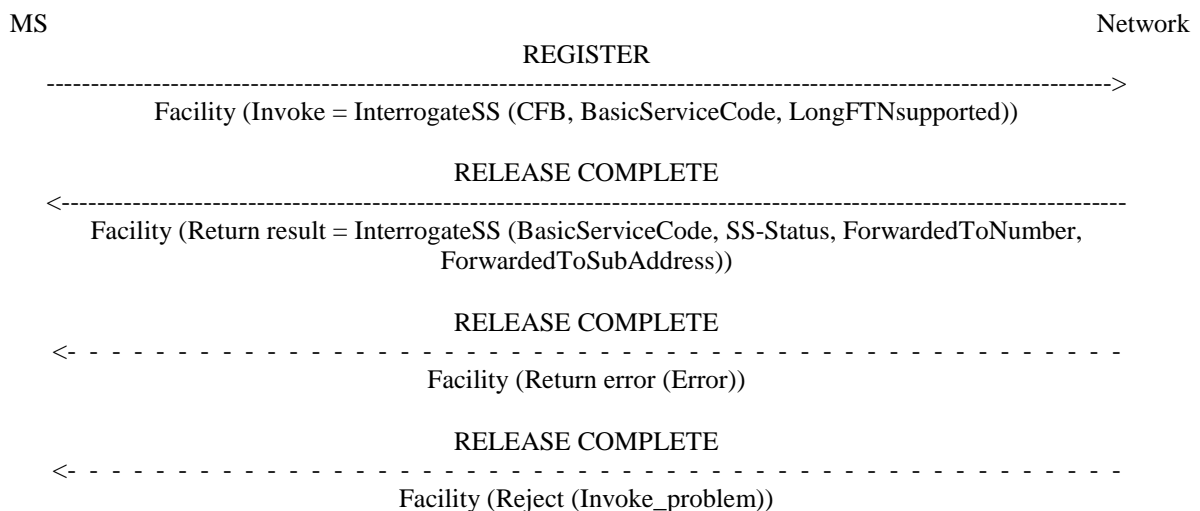 MS Network
REGISTER
------------------------------------------------------------------------------------------------------------------------>
Facility (Invoke = InterrogateSS (CFB, BasicServiceCode, LongFTNsupported))
RELEASE COMPLETE
<------------------------------------------------------------------------------------------------------------------------
Facility (Return result = InterrogateSS (BasicServiceCode, SS-Status, ForwardedToNumber,
ForwardedToSubAddress))
RELEASE COMPLETE
<- - - - - - - - - - - - - - - - - - - - - - - - - - - - - - - - - - - - - - - - - - - - - - - - -
Facility (Return error (Error))
RELEASE COMPLETE
<- - - - - - - - - - - - - - - - - - - - - - - - - - - - - - - - - - - - - - - - - - - - - - - - -
Facility (Reject (Invoke_problem))